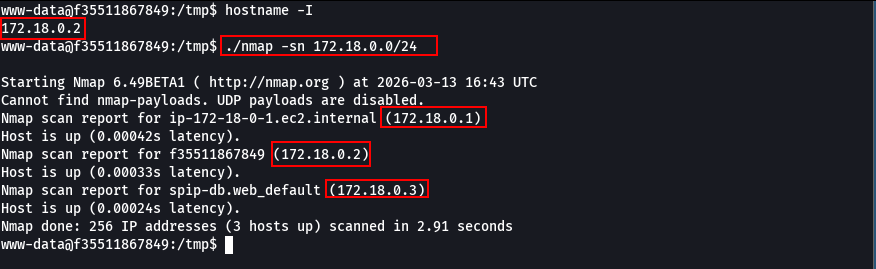 www-data@f35511867849:/tmp$ hostname -I
172.18.0.2
www-data@f35511867849:/tmp$ ./nmap -sn 172.18.0.0/24
Starting Nmap 6.49BETA1 ( http://nmap.org ) at 2026-03-13 16:43 UTC
Cannot find nmap-payloads. UDP payloads are disabled.
Nmap scan report for ip-172-18-0-1.ec2.internal (172.18.0.1)
Host is up (0.00042s latency).
Nmap scan report for f35511867849 (172.18.0.2)
Host is up (0.00033s latency).
Nmap scan report for spip-db.web_default (172.18.0.3)
Host is up (0.00024s latency).
Nmap done: 256 IP addresses (3 hosts up) scanned in 2.91 seconds
www-data@f35511867849:/tmp$